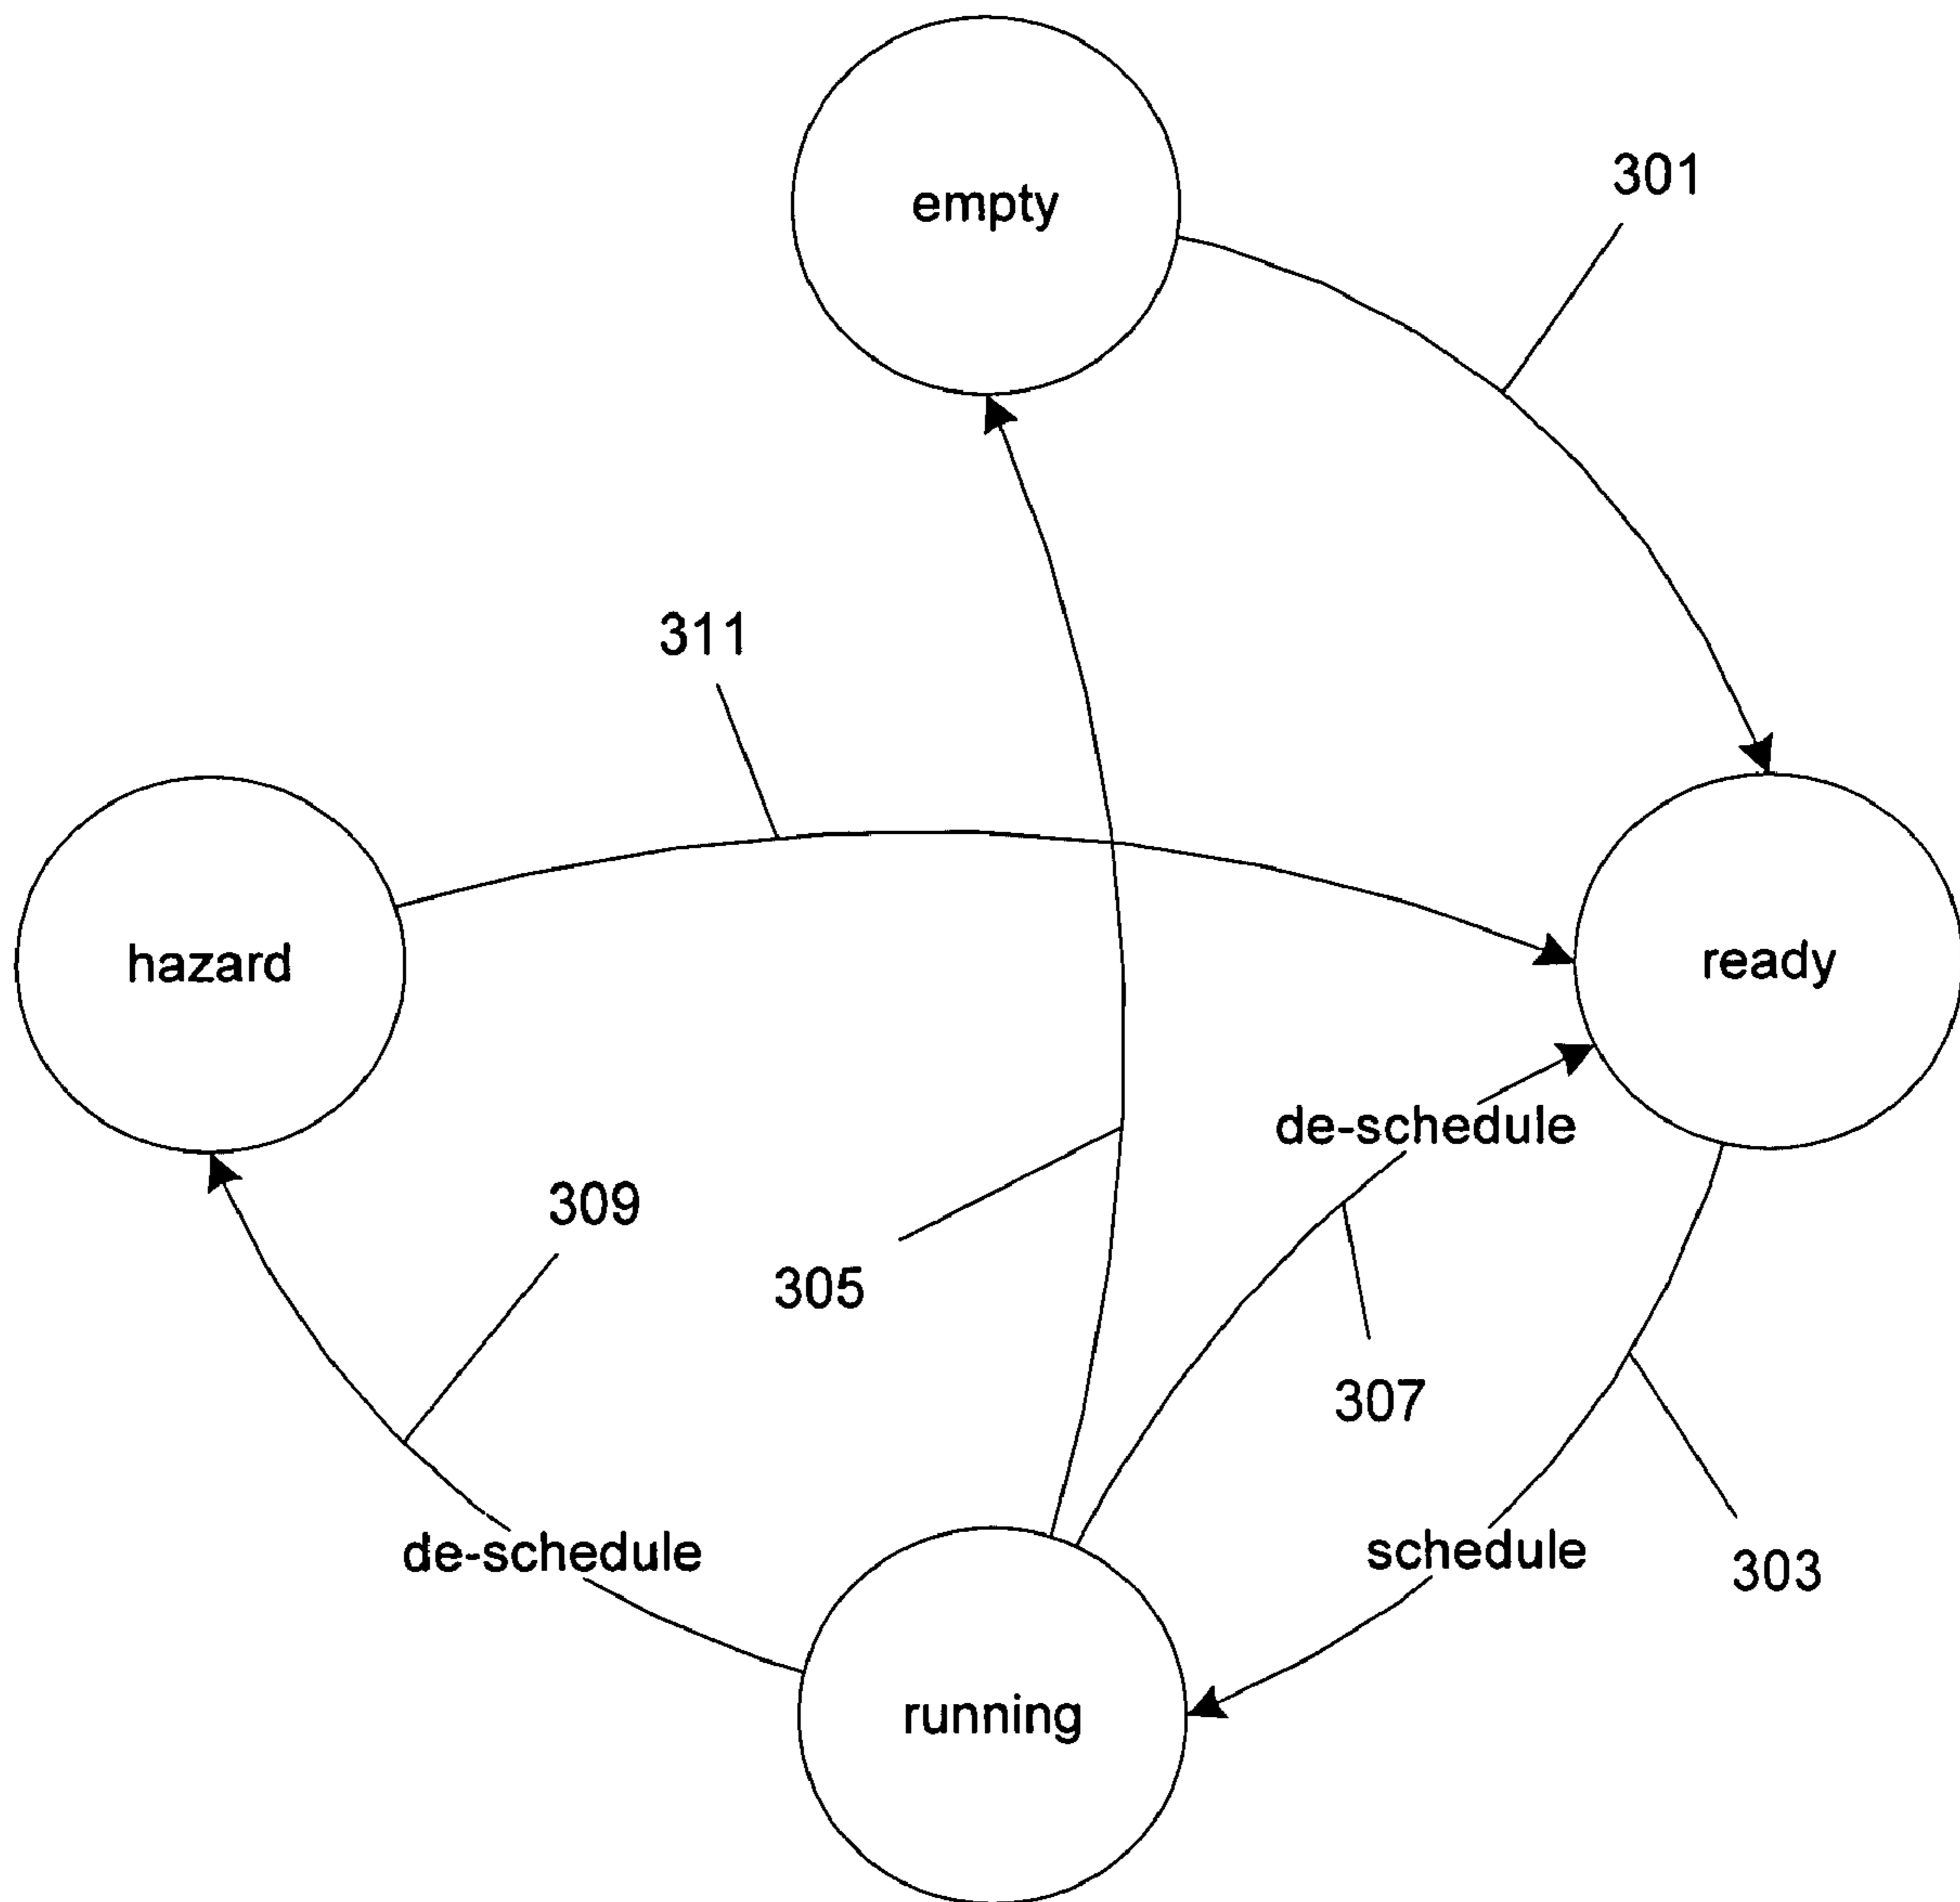 empty
301
311
hazard
ready
de-schedule
309
305
307
de-schedule
schedule
303
running